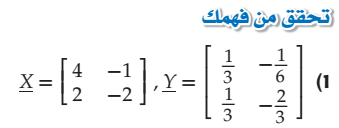 تحقق من فهمك
(1 X = [4 −1; 2 −2] , Y = [1/3 −1/6; 1/3 −2/3]